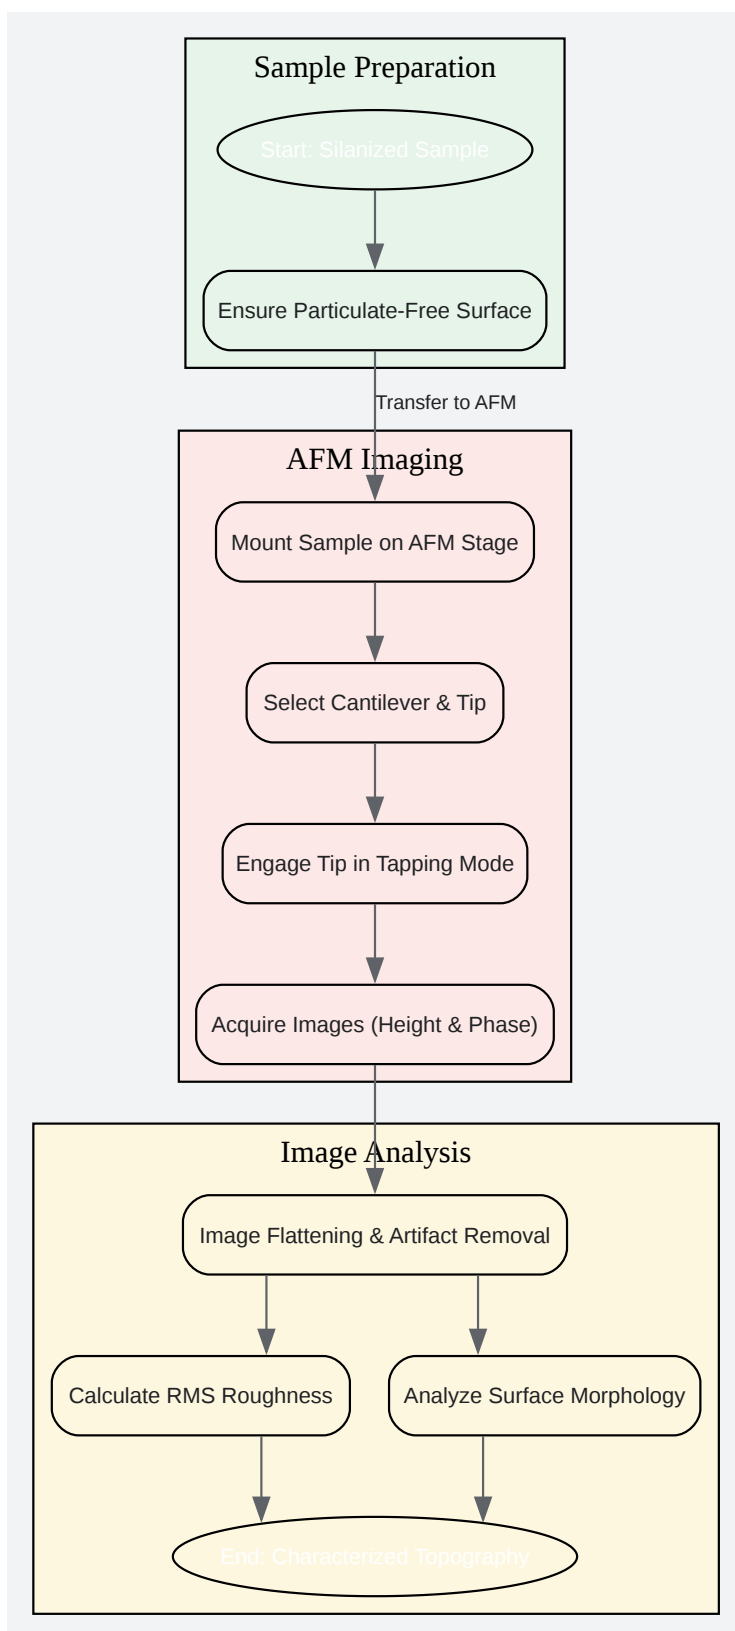 Sample Preparation
Start: Silanized Sample
Ensure Particulate-Free Surface
Transfer to AFM
AFM Imaging
Mount Sample on AFM Stage
Select Cantilever & Tip
Engage Tip in Tapping Mode
Acquire Images (Height & Phase)
Image Analysis
Image Flattening & Artifact Removal
Calculate RMS Roughness
Analyze Surface Morphology
End: Characterized Topography